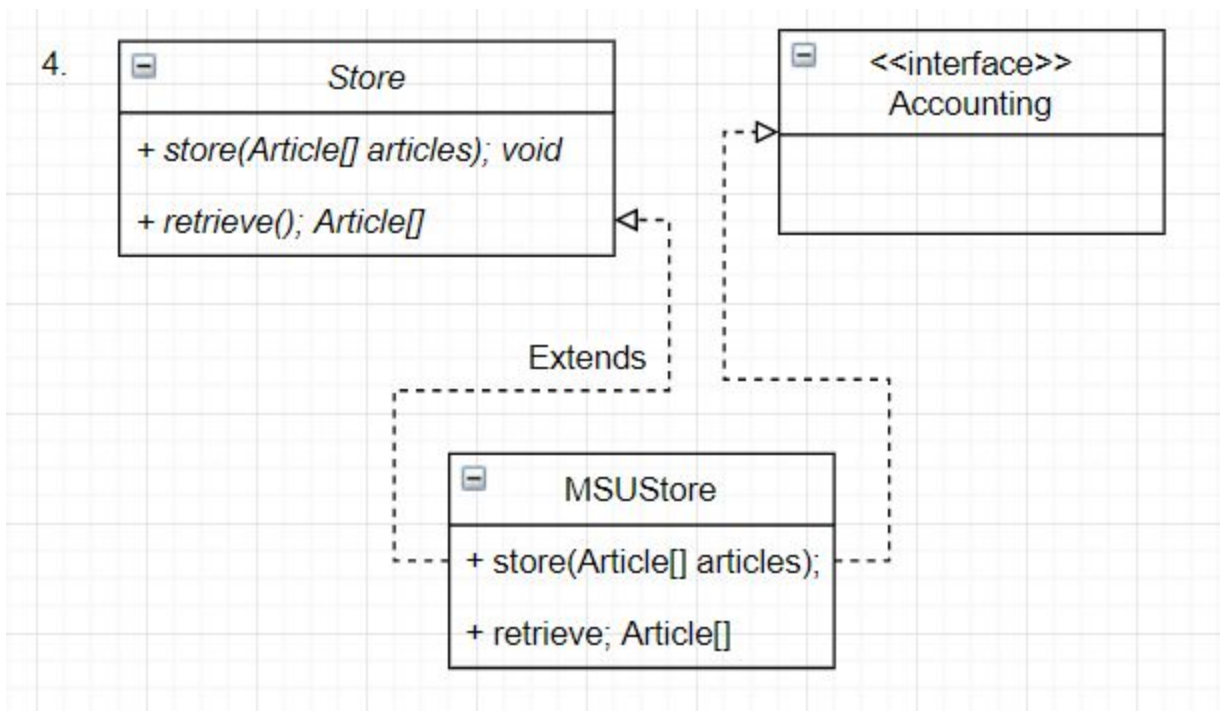 4.
Store
+ store(Article[] articles); void
+ retrieve(); Article[]
<<interface>>
Accounting
Extends
MSUStore
+ store(Article[] articles);
+ retrieve; Article[]